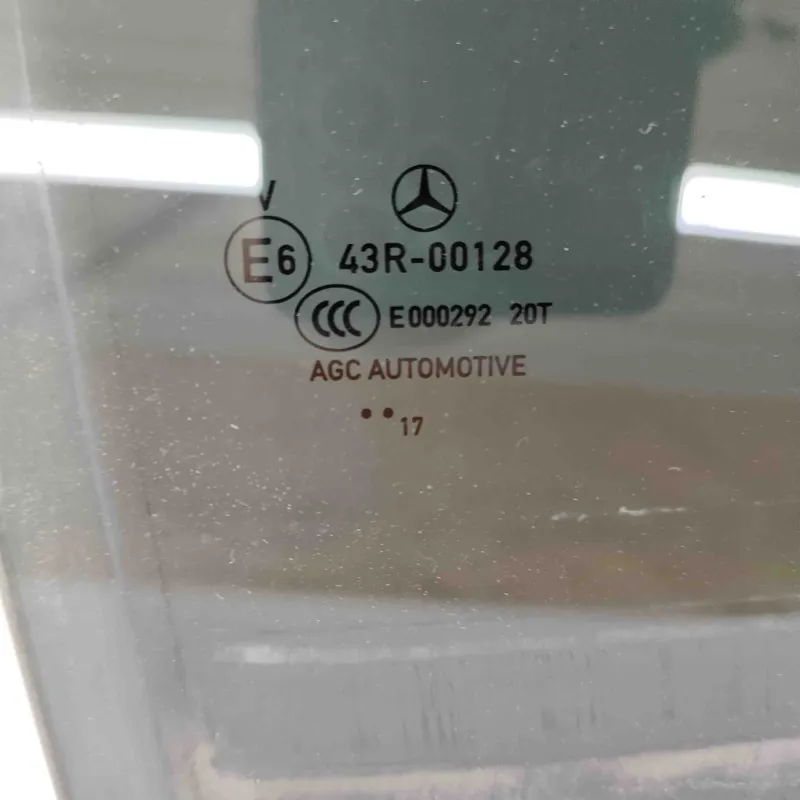 V
E6 43R-00128
CCC E000292 20T
AGC AUTOMOTIVE
••17